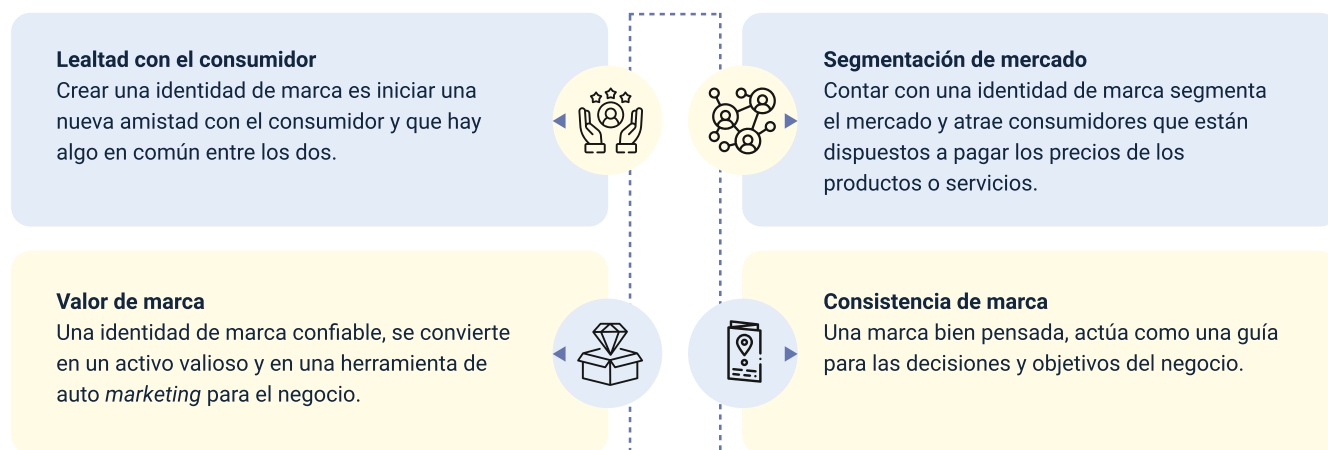 Lealtad con el consumidor
Crear una identidad de marca es iniciar una
nueva amistad con el consumidor y que hay
algo en común entre los dos.
Segmentación de mercado
Contar con una identidad de marca segmenta
el mercado y atrae consumidores que están
dispuestos a pagar los precios de los
productos o servicios.
Valor de marca
Una identidad de marca confiable, se convierte
en un activo valioso y en una herramienta de
auto marketing para el negocio.
Consistencia de marca
Una marca bien pensada, actúa como una guía
para las decisiones y objetivos del negocio.